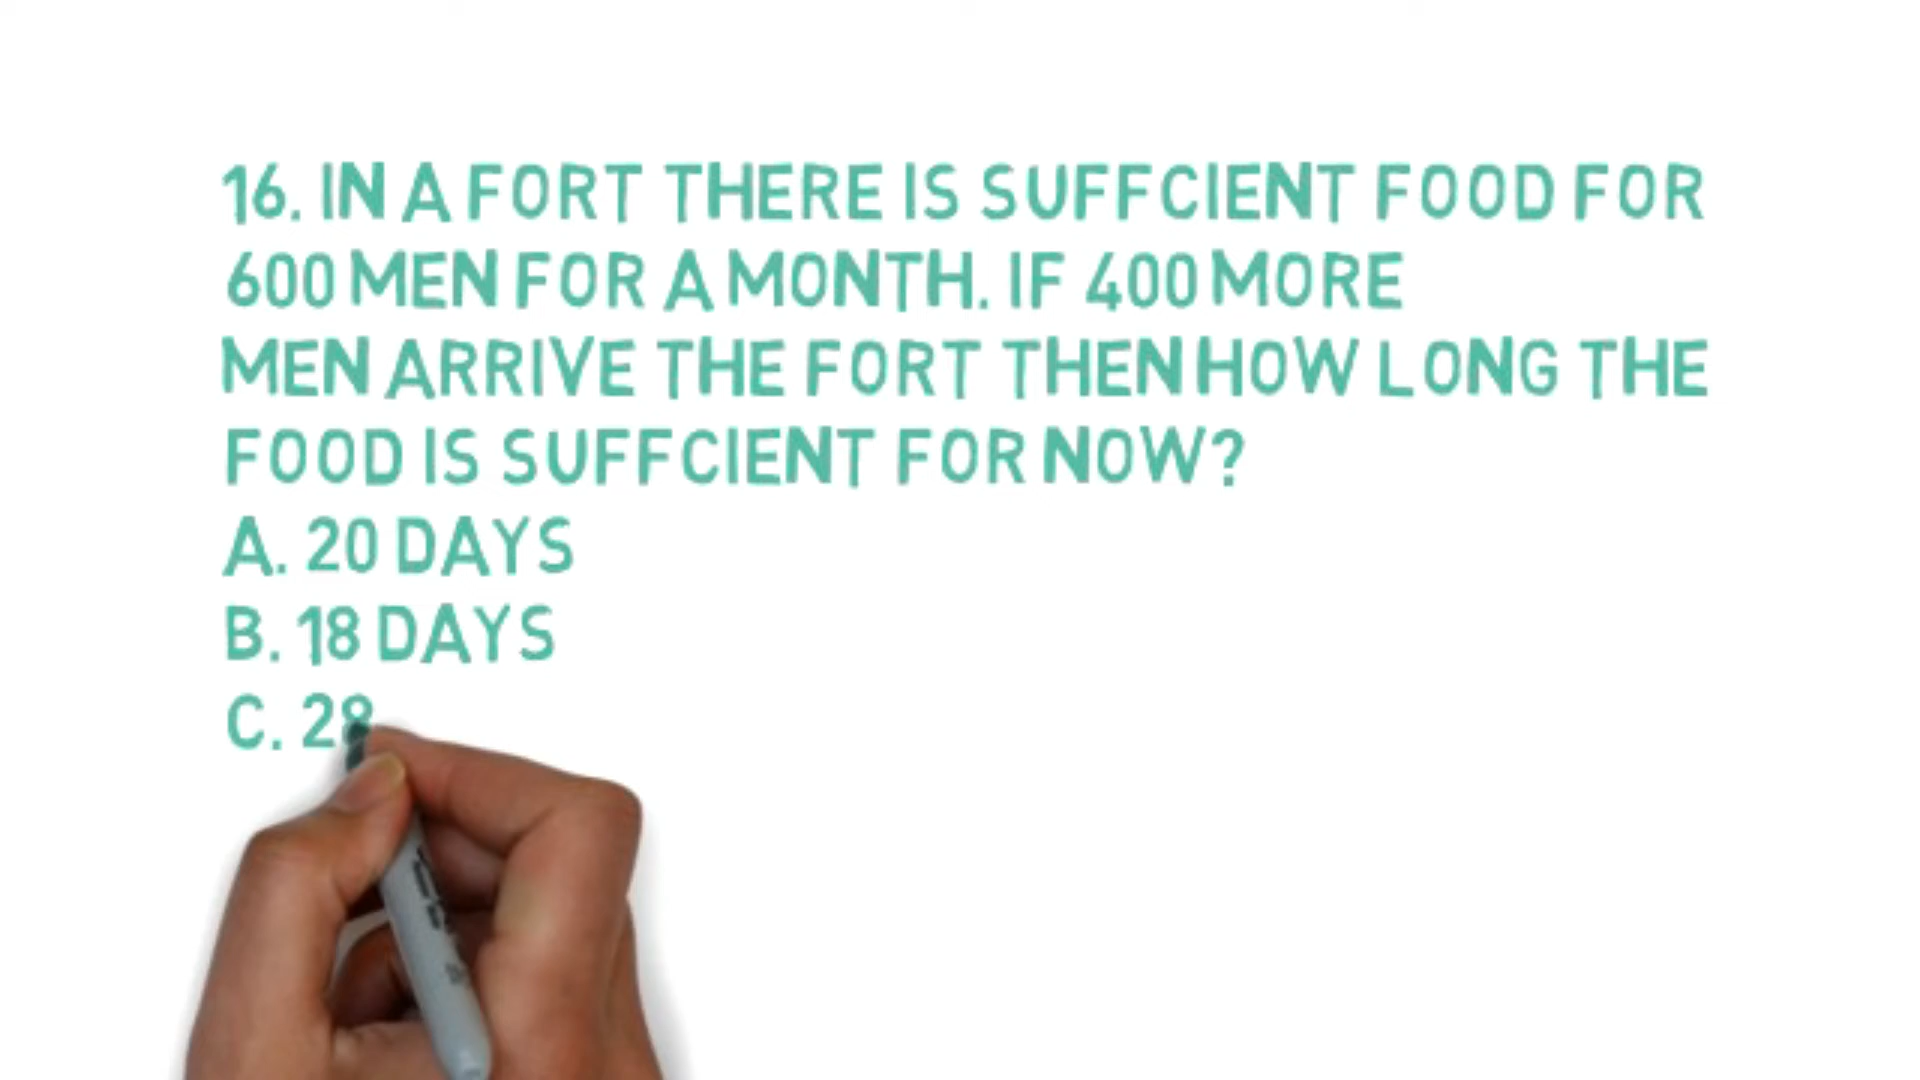 16. IN A FORT THERE IS SUFFCIENT FOOD FOR
600 MEN FOR A MONTH. IF 400 MORE
MEN ARRIVE THE FORT THEN HOW LONG THE
FOOD IS SUFFCIENT FOR NOW?
A. 20 DAYS
B. 18 DAYS
C. 28